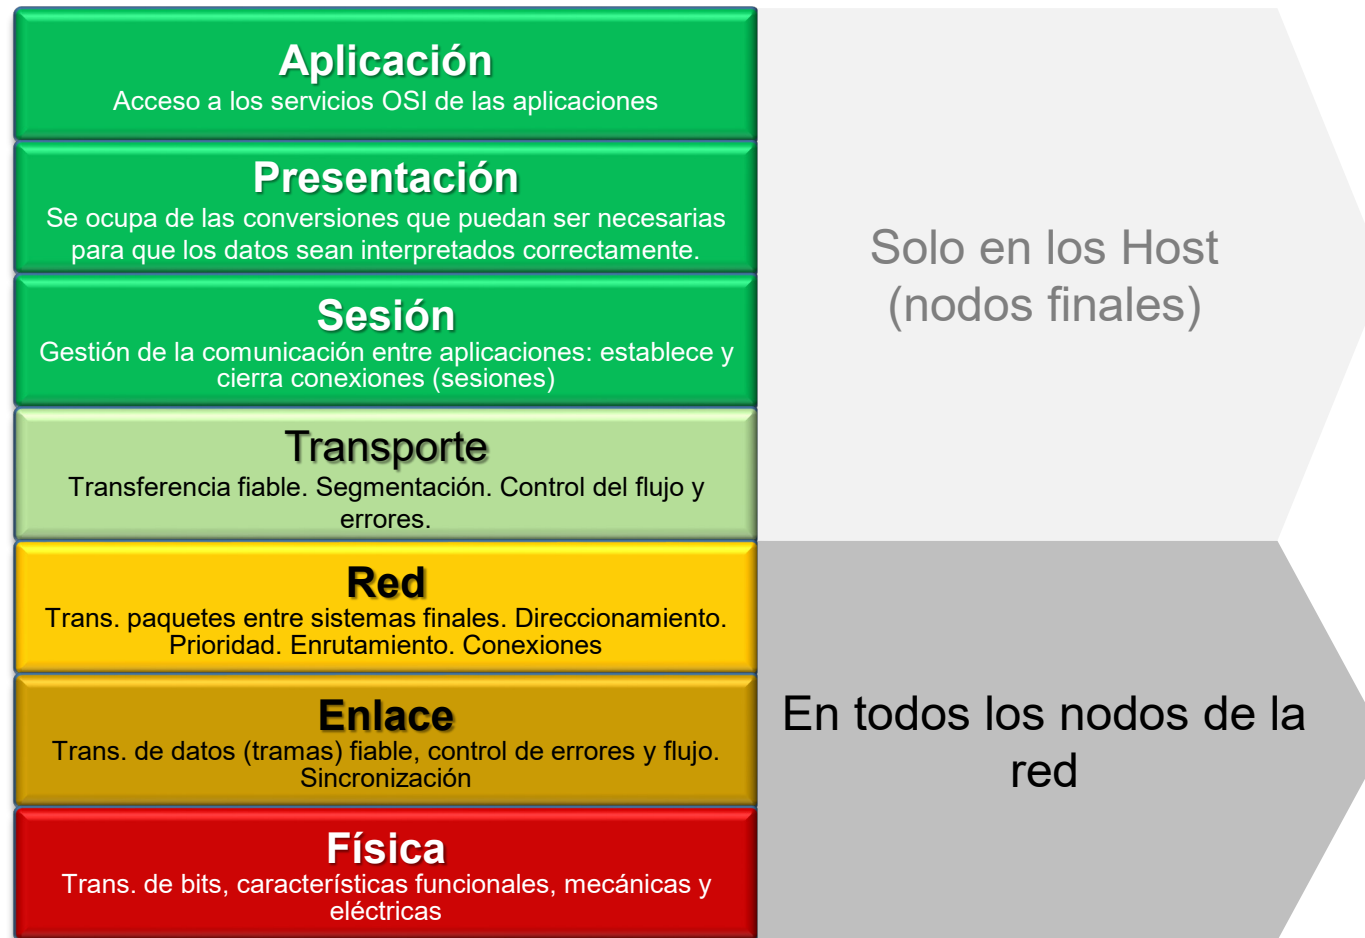 Aplicación
Acceso a los servicios OSI de las aplicaciones
Presentación
Se ocupa de las conversiones que puedan ser necesarias
para que los datos sean interpretados correctamente.
Sesión
Gestión de la comunicación entre aplicaciones: establece y
cierra conexiones (sesiones)
Transporte
Transferencia fiable. Segmentación. Control del flujo y
errores.
Red
Trans. paquetes entre sistemas finales. Direccionamiento.
Prioridad. Enrutamiento. Conexiones
Enlace
Trans. de datos (tramas) fiable, control de errores y flujo.
Sincronización
Física
Trans. de bits, características funcionales, mecánicas y
eléctricas
Solo en los Host
(nodos finales)
En todos los nodos de la
red